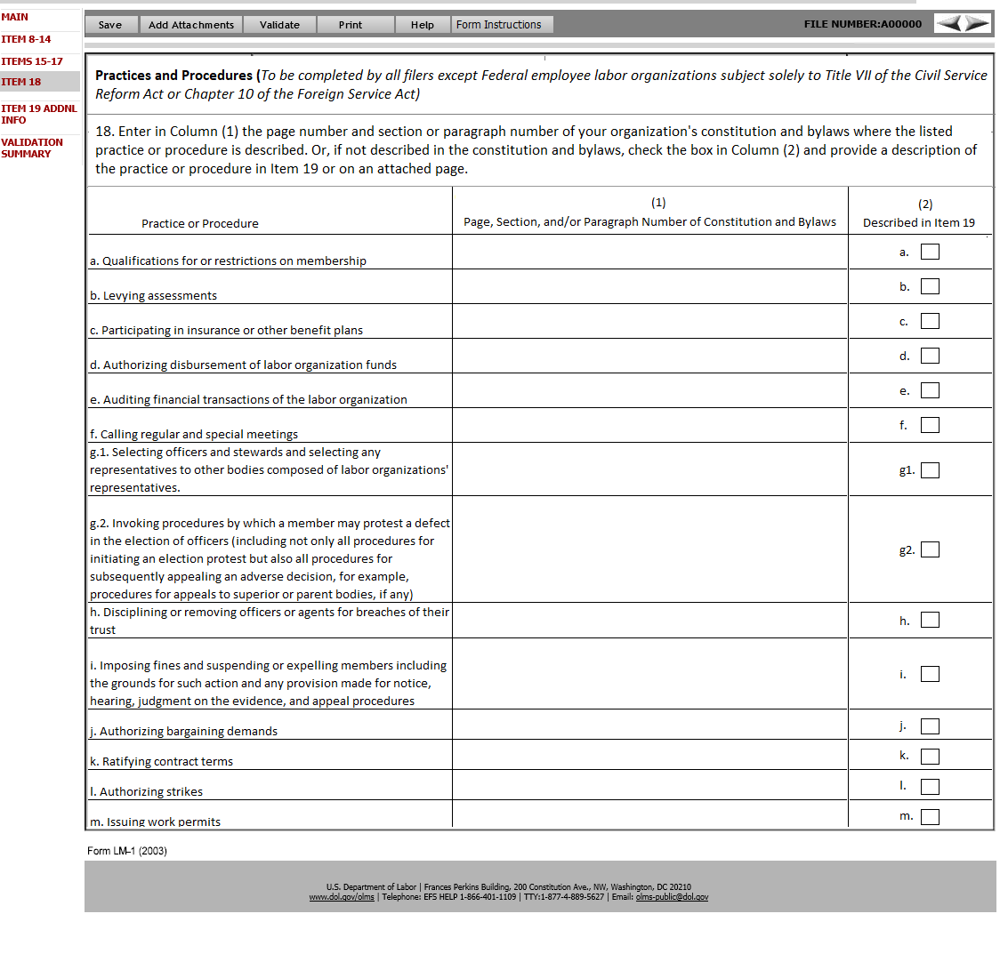 MAIN
ITEM 8-14
ITEMS 15-17
ITEM 18
ITEM 19 ADDNL
INFO
VALIDATION
SUMMARY
Save Add Attachments Validate Print Help Form Instructions FILE NUMBER:A00000
Practices and Procedures (To be completed by all filers except Federal employee labor organizations subject solely to Title VII of the Civil Service
Reform Act or Chapter 10 of the Foreign Service Act)
18. Enter in Column (1) the page number and section or paragraph number of your organization's constitution and bylaws where the listed
practice or procedure is described. Or, if not described in the constitution and bylaws, check the box in Column (2) and provide a description of
the practice or procedure in Item 19 or on an attached page.
(1)
(2)
Practice or Procedure Page, Section, and/or Paragraph Number of Constitution and Bylaws Described in Item 19
a. Qualifications for or restrictions on membership a.
b. Levying assessments b.
c. Participating in insurance or other benefit plans c.
d. Authorizing disbursement of labor organization funds d.
e. Auditing financial transactions of the labor organization e.
f. Calling regular and special meetings f.
g.1. Selecting officers and stewards and selecting any
representatives to other bodies composed of labor organizations' g1.
representatives.
g.2. Invoking procedures by which a member may protest a defect
in the election of officers (including not only all procedures for
initiating an election protest but also all procedures for g2.
subsequently appealing an adverse decision, for example,
procedures for appeals to superior or parent bodies, if any)
h. Disciplining or removing officers or agents for breaches of their h.
trust
i. Imposing fines and suspending or expelling members including
the grounds for such action and any provision made for notice, i.
hearing, judgment on the evidence, and appeal procedures
j. Authorizing bargaining demands j.
k. Ratifying contract terms k.
l. Authorizing strikes l.
m. Issuing work permits m.
Form LM-1 (2003)
U.S. Department of Labor | Frances Perkins Building, 200 Constitution Ave., NW, Washington, DC 20210
www.dol.gov/olms | Telephone: EFS HELP 1-866-401-1109 | TTY:1-877-4-889-5627 | Email: olms-public@dol.gov